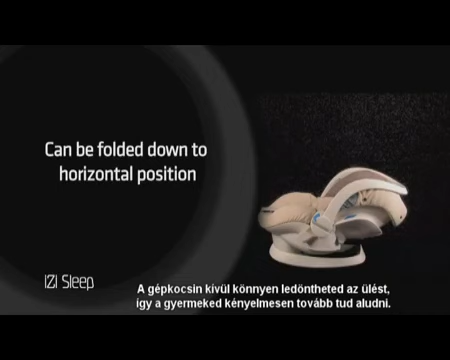 Can be folded down to
horizontal position
iZi Sleep
A gépkocsin kívül könnyen ledöntheted az ülést,
így a gyermeked kényelmesen tovább tud aludni.